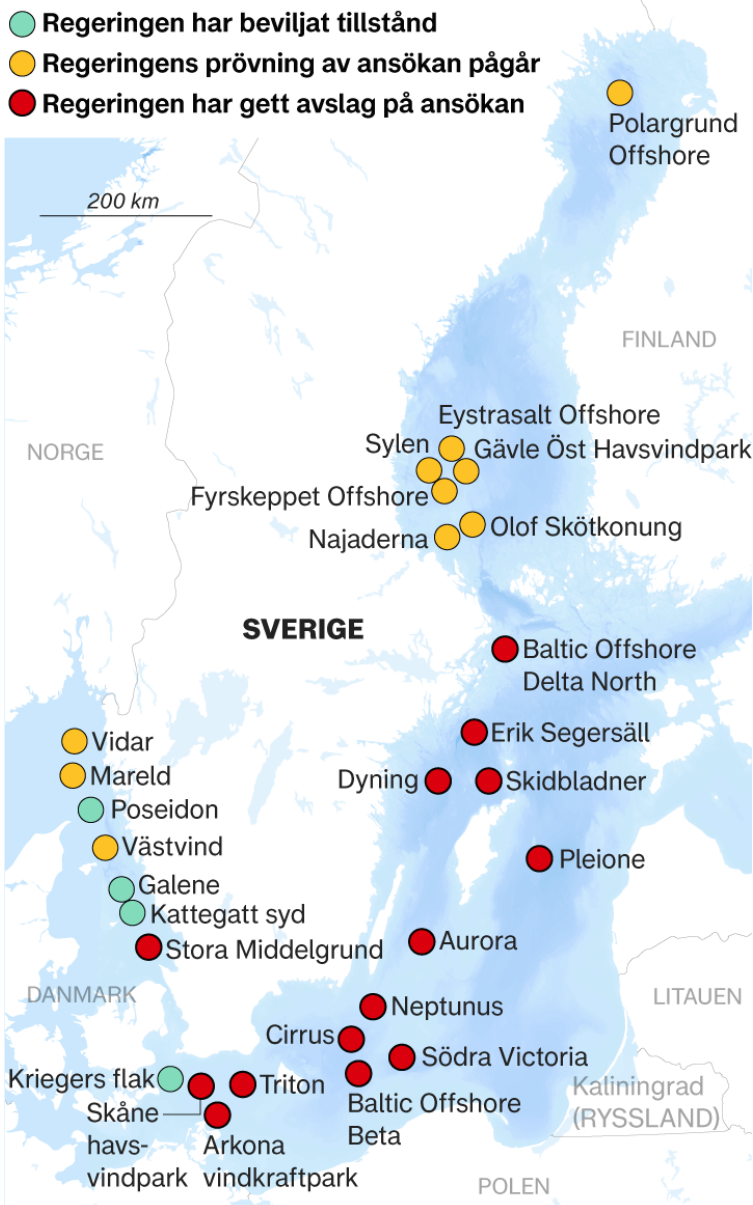 Regeringen har beviljat tillstånd
Regeringens prövning av ansökan pågår
Regeringen har gett avslag på ansökan
Polargrund
Offshore
200 km
FINLAND
Eystrasalt Offshore
Sylen
Gävle Öst Havsvindpark
NORGE
Fyrskeppet Offshore
Olof Skötkonung
Najaderna
SVERIGE
Baltic Offshore
Delta North
Erik Segersäll
Vidar
Mareld
Dyning
Skidbladner
Poseidon
Västvind
Pleione
Galene
Kattegatt syd
Stora Middelgrund
Aurora
DANMARK
LITAUEN
Neptunus
Cirrus
Södra Victoria
Kriegers flak
Triton
Kaliningrad
(RYSSLAND)
Baltic Offshore
Beta
Skåne
havs-
vindpark
Arkona
vindkraftpark
POLEN